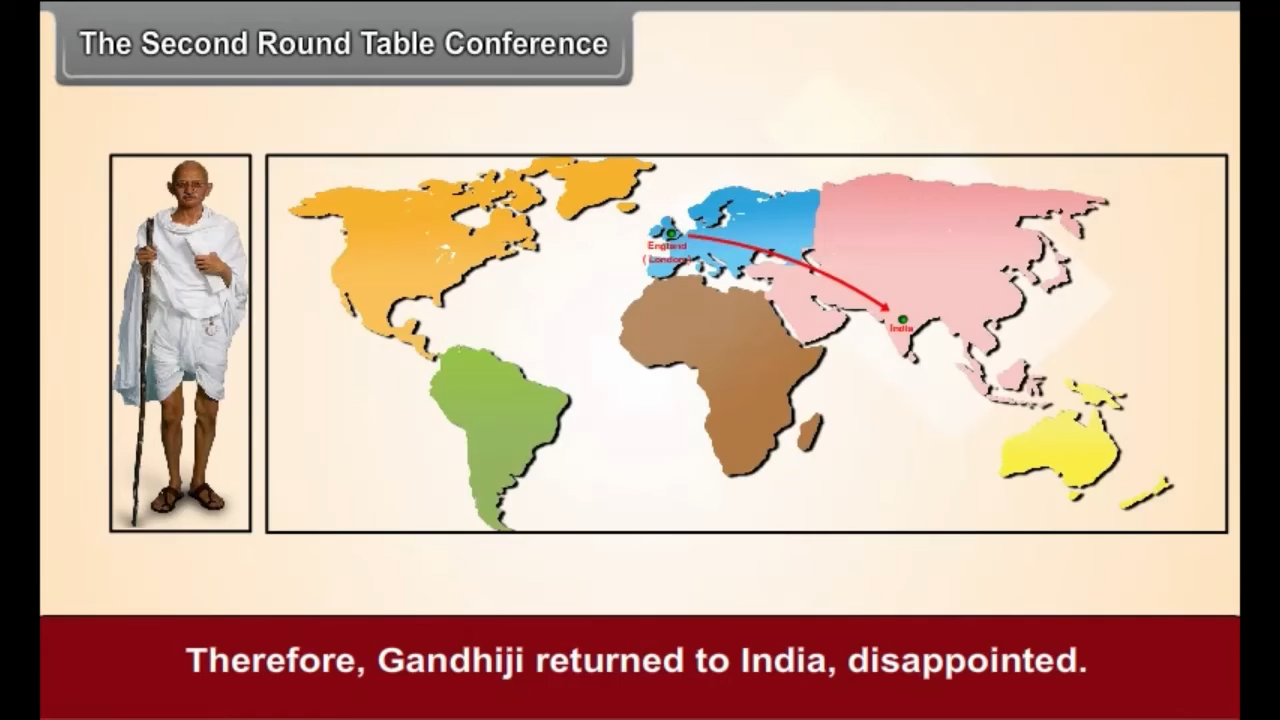 The Second Round Table Conference
England
(London)
India
Therefore, Gandhiji returned to India, disappointed.